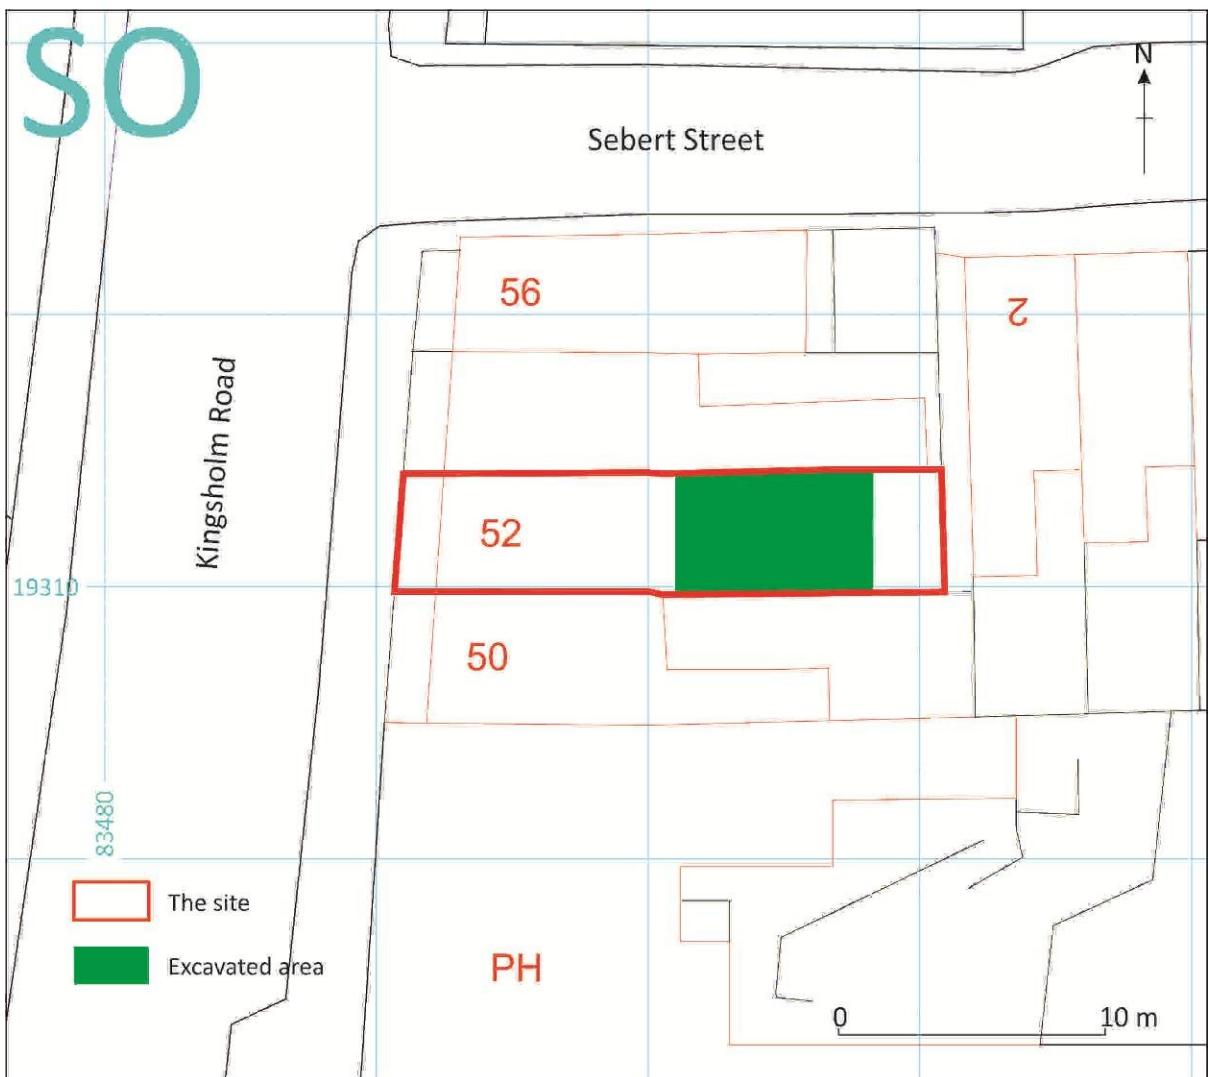 SO
N
Sebert Street
56
2
Kingsholm Road
52
19310
50
83480
The site
Excavated area
PH
0
10 m